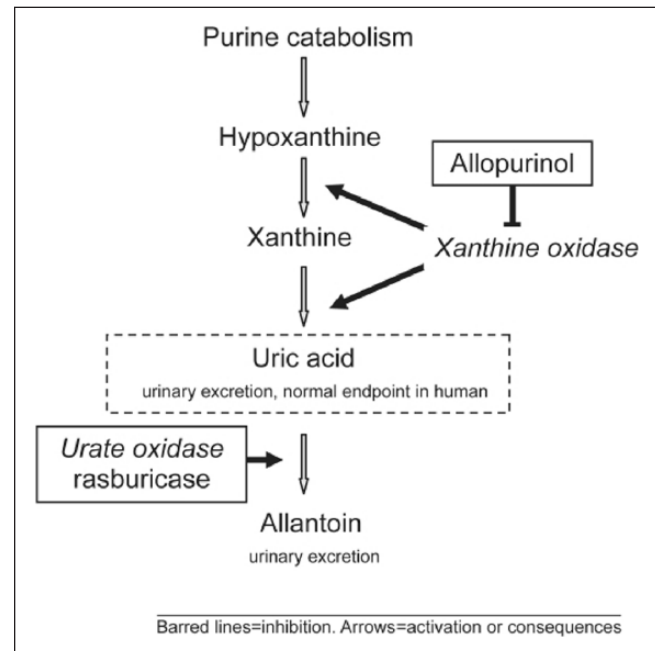 Purine catabolism
Hypoxanthine
Allopurinol
Xanthine
Xanthine oxidase
Uric acid
urinary excretion, normal endpoint in human
Urate oxidase
rasburicase
Allantoin
urinary excretion
Barred lines=inhibition. Arrows=activation or consequences